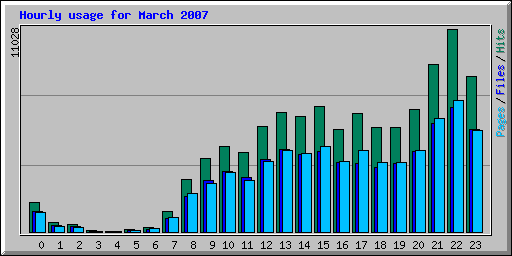 Hourly usage for March 2007
11028
Pages/Files/Hits
0 1 2 3 4 5 6 7 8 9 10 11 12 13 14 15 16 17 18 19 20 21 22 23